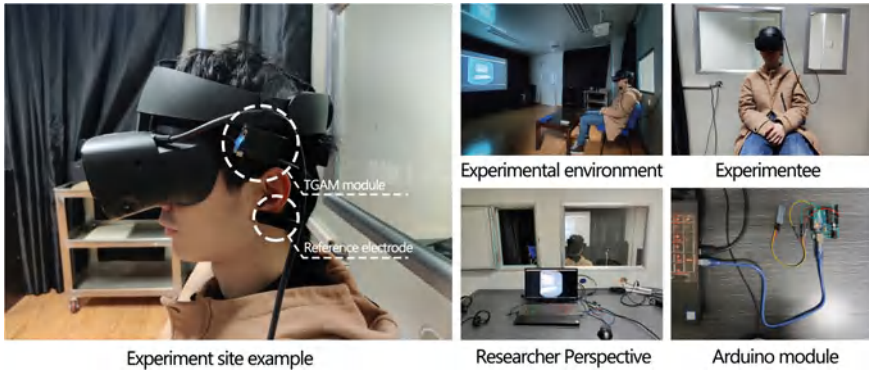 TGAM module
Reference electrode
Experiment site example
Experimental environment
Experimentee
Researcher Perspective
Arduino module